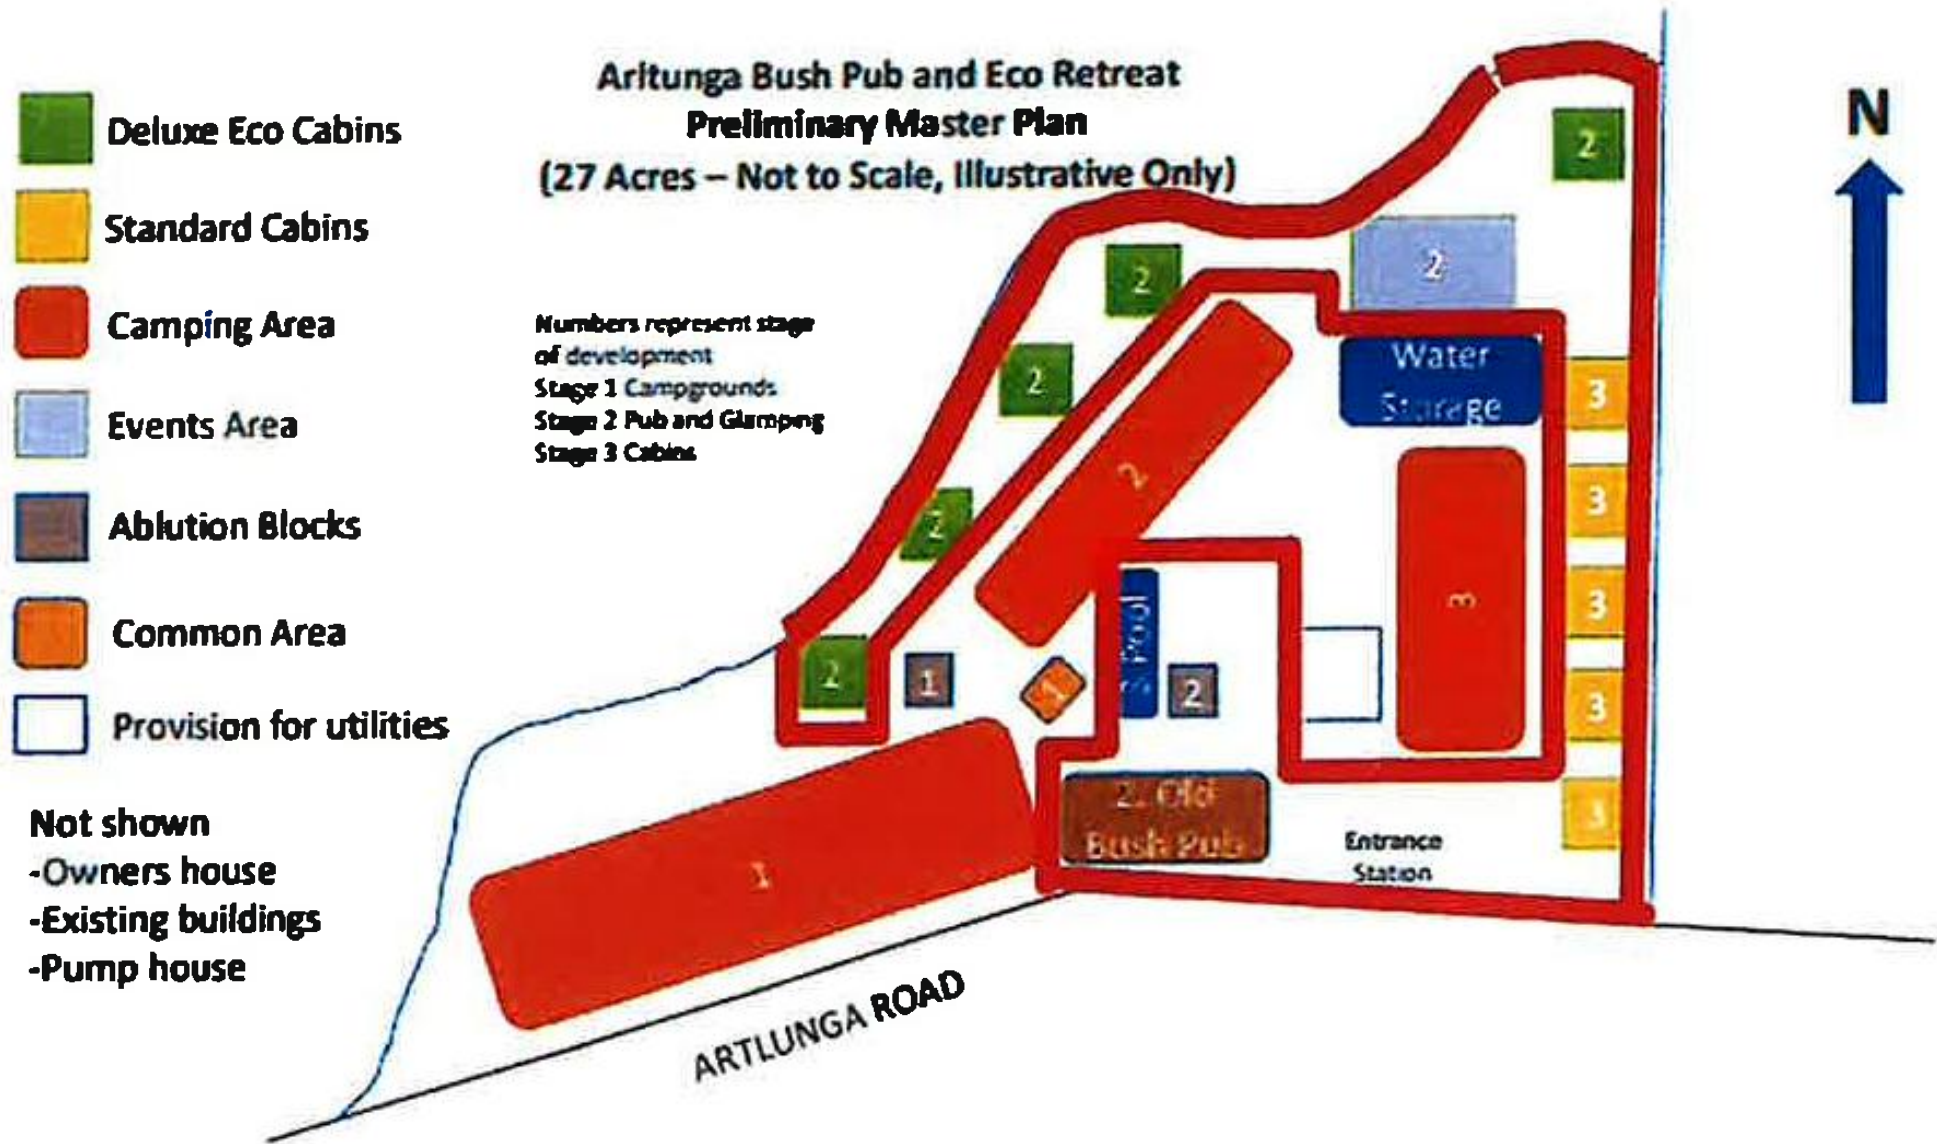 Arltunga Bush Pub and Eco Retreat
Preliminary Master Plan
(27 Acres – Not to Scale, Illustrative Only)
N
Deluxe Eco Cabins
Standard Cabins
Camping Area
Events Area
Ablution Blocks
Common Area
Provision for utilities
Not shown
-Owners house
-Existing buildings
-Pump house
Numbers represent stage
of development
Stage 1 Campgrounds
Stage 2 Pub and Glamping
Stage 3 Cabins
2
2
2
2
Water
Storage
3
2
3
2
3
3
2
1
1
Pool
2
3
3
2. Old
Bush Pub
Entrance
Station
1
ARTLUNGA ROAD